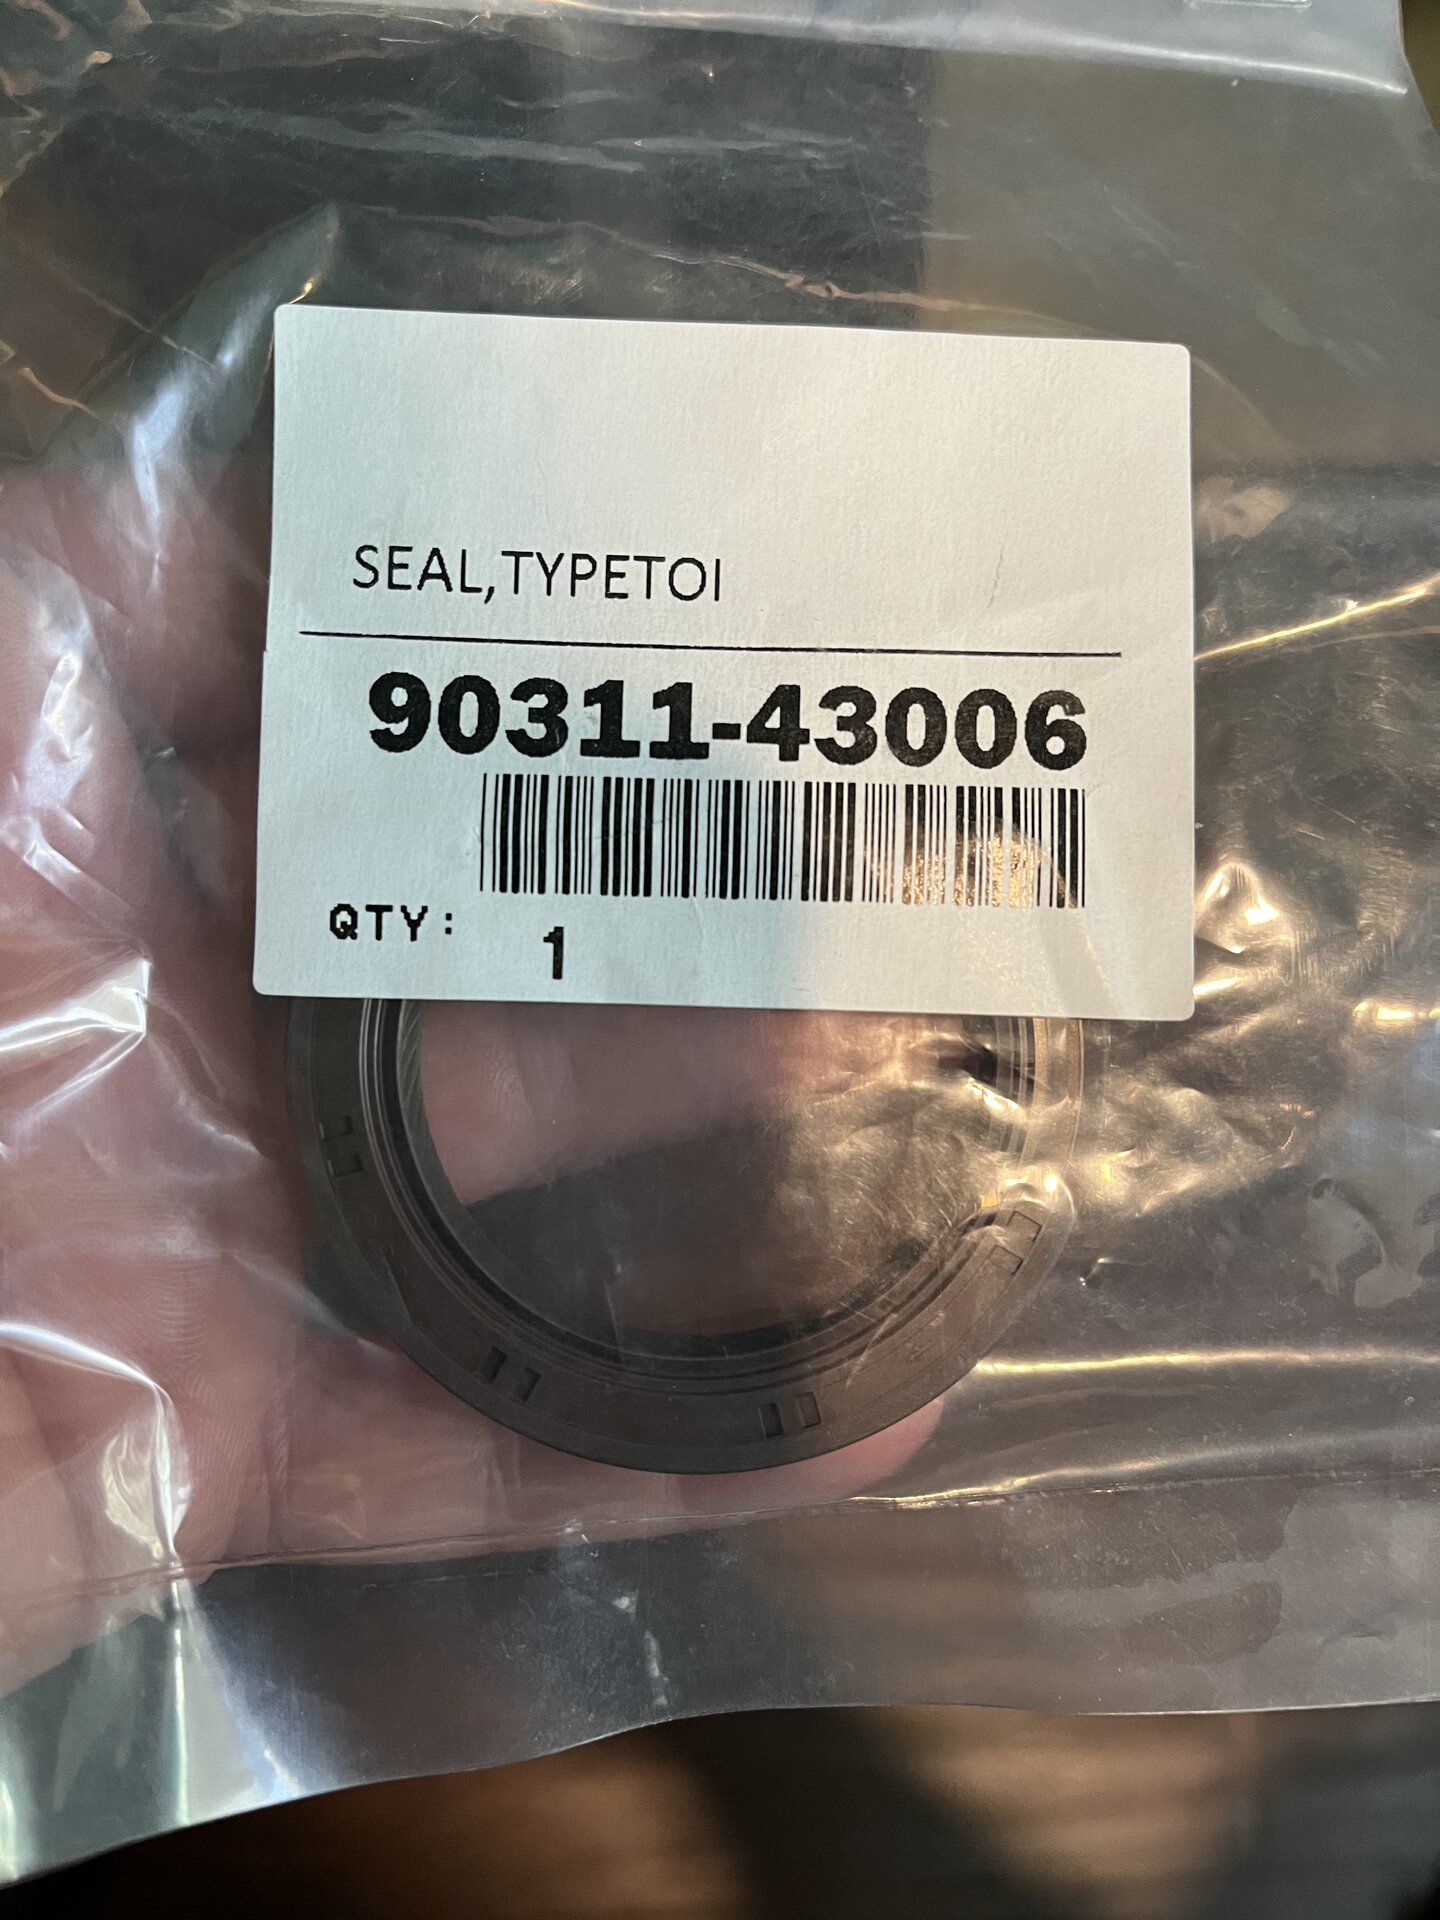 SEAL,TYPETOI
90311-43006
QTY: 1